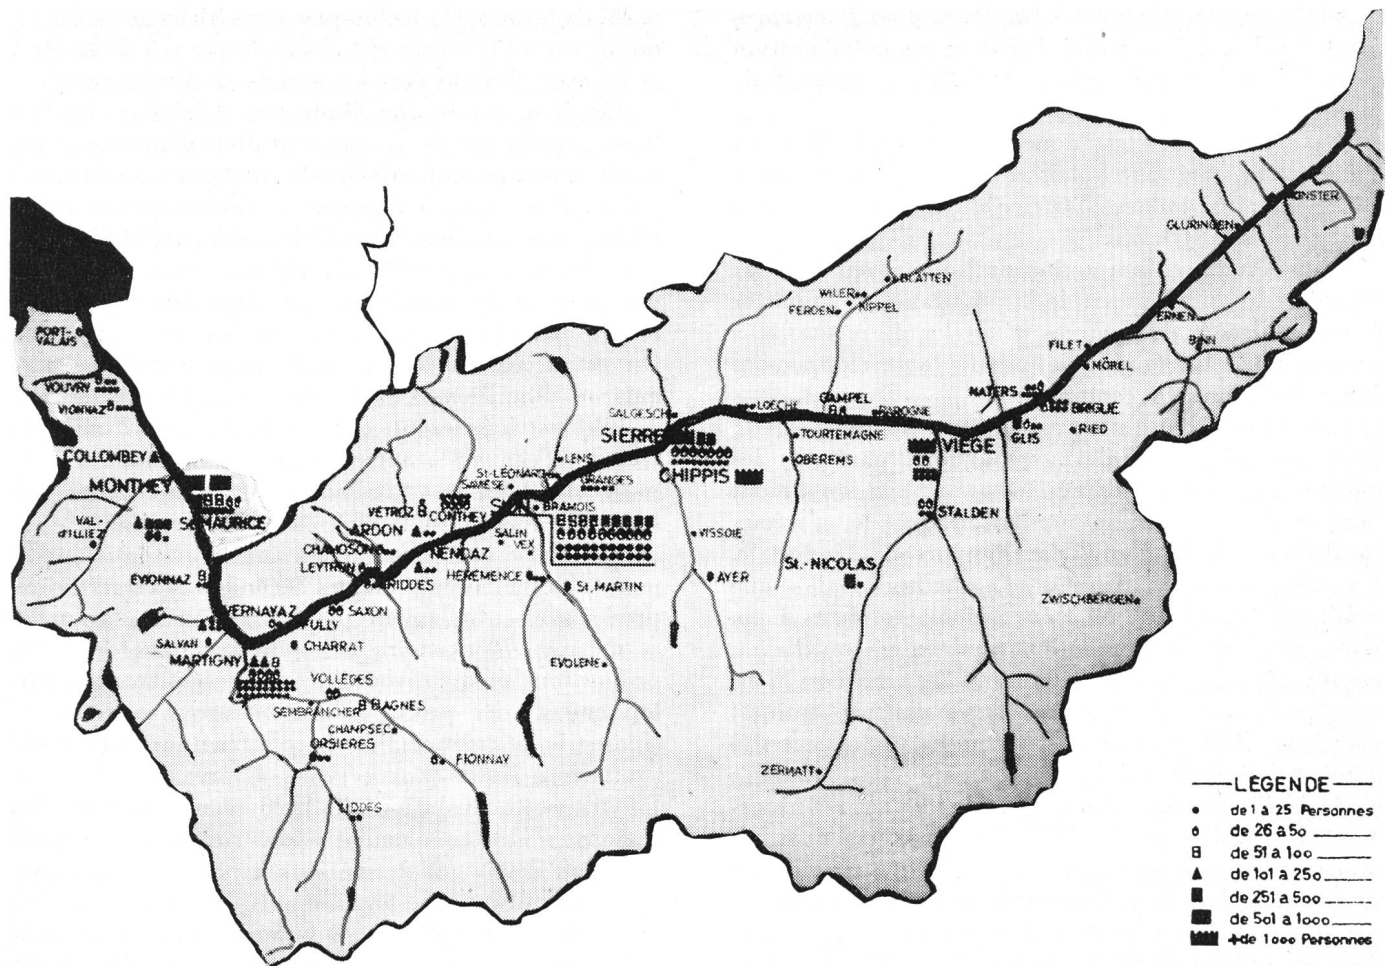 MÜNSTER
GLURINGEN
BLATTEN
WILER
KIPPEL
FERDEN
ERNEN
BINN
PORT-
VALAIS
FILET
MÖREL
VOUVRY
VIONNAZ
NATERS
BRIGUE
GAMPEL
LOECHE
RAROGNE
SALGESCH
GLIS
RIED
SIERRE
TOURTEMAGNE
VIÈGE
COLLOMBEY
LENS
OBEREMS
ST-LÉONARD
GRANGES
CHIPPIS
MONTHEY
SAVIÈSE
SION
BRAMOIS
VÉTROZ
CONTHEY
STALDEN
ST-MAURICE
VAL-
d'ILLIEZ
ARDON
SALIN
VEX
VISSOIE
CHAMOSON
NENDAZ
LEYTRON
HÉRÉMENCE
ST.-NICOLAS
ÉVIONNAZ
RIDDES
ST. MARTIN
AYER
ZWISCHBERGEN
VERNAYAZ
SAXON
FULLY
SALVAN
CHARRAT
MARTIGNY
EVOLÈNE
VOLLÈGES
BAGNES
SEMBRANCHER
CHAMPSEC
ORSIÈRES
FIONNAY
ZERMATT
LIDDES
LÉGENDE
de 1 à 25 Personnes
de 26 à 50
de 51 à 100
de 101 à 250
de 251 à 500
de 501 à 1000
+ de 1000 Personnes